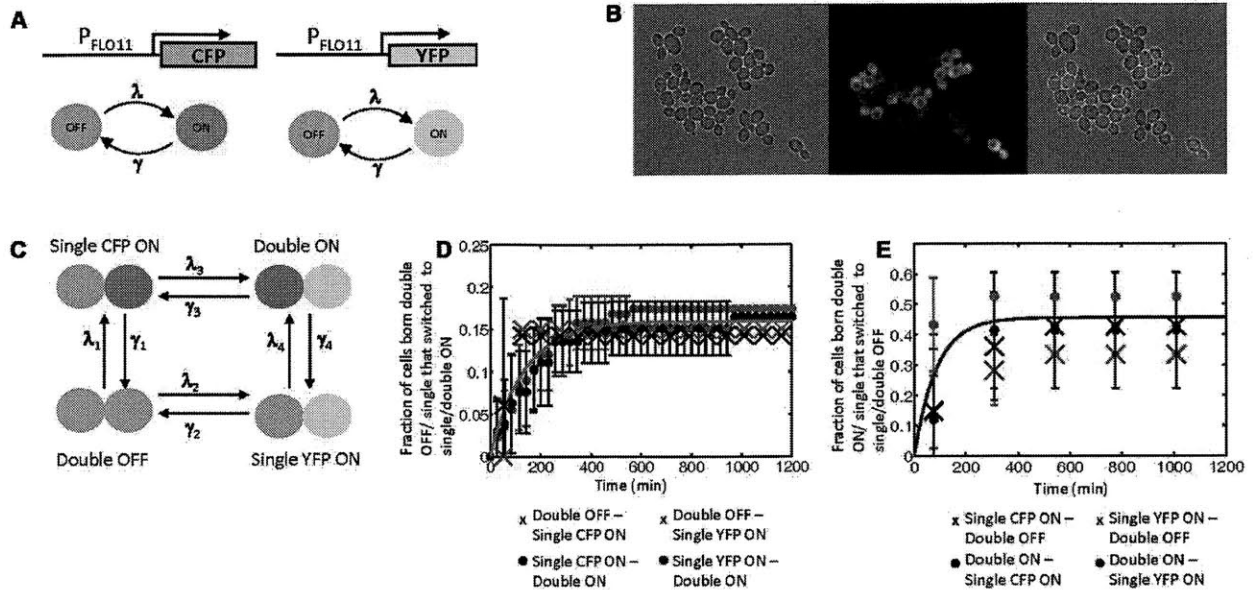 A
P_FLO11
CFP
P_FLO11
YFP
λ
OFF
ON
γ
λ
OFF
ON
γ
B
C
Single CFP ON
Double ON
λ3
γ3
λ1
γ1
λ4
γ4
λ2
γ2
Double OFF
Single YFP ON
D
Fraction of cells born double
OFF/ single that switched to
single/double ON
0.25
0.20
0.15
0.10
0.05
0
0 200 400 600 800 1000 1200
Time (min)
x Double OFF –
Single CFP ON
x Double OFF –
Single YFP ON
● Single CFP ON –
Double ON
● Single YFP ON –
Double ON
E
Fraction of cells born double
ON/ single that switched to
single/double OFF
0.6
0.5
0.4
0.3
0.2
0.1
0
0 200 400 600 800 1000 1200
Time (min)
x Single CFP ON –
Double OFF
x Single YFP ON –
Double OFF
● Double ON –
Single CFP ON
● Double ON –
Single YFP ON